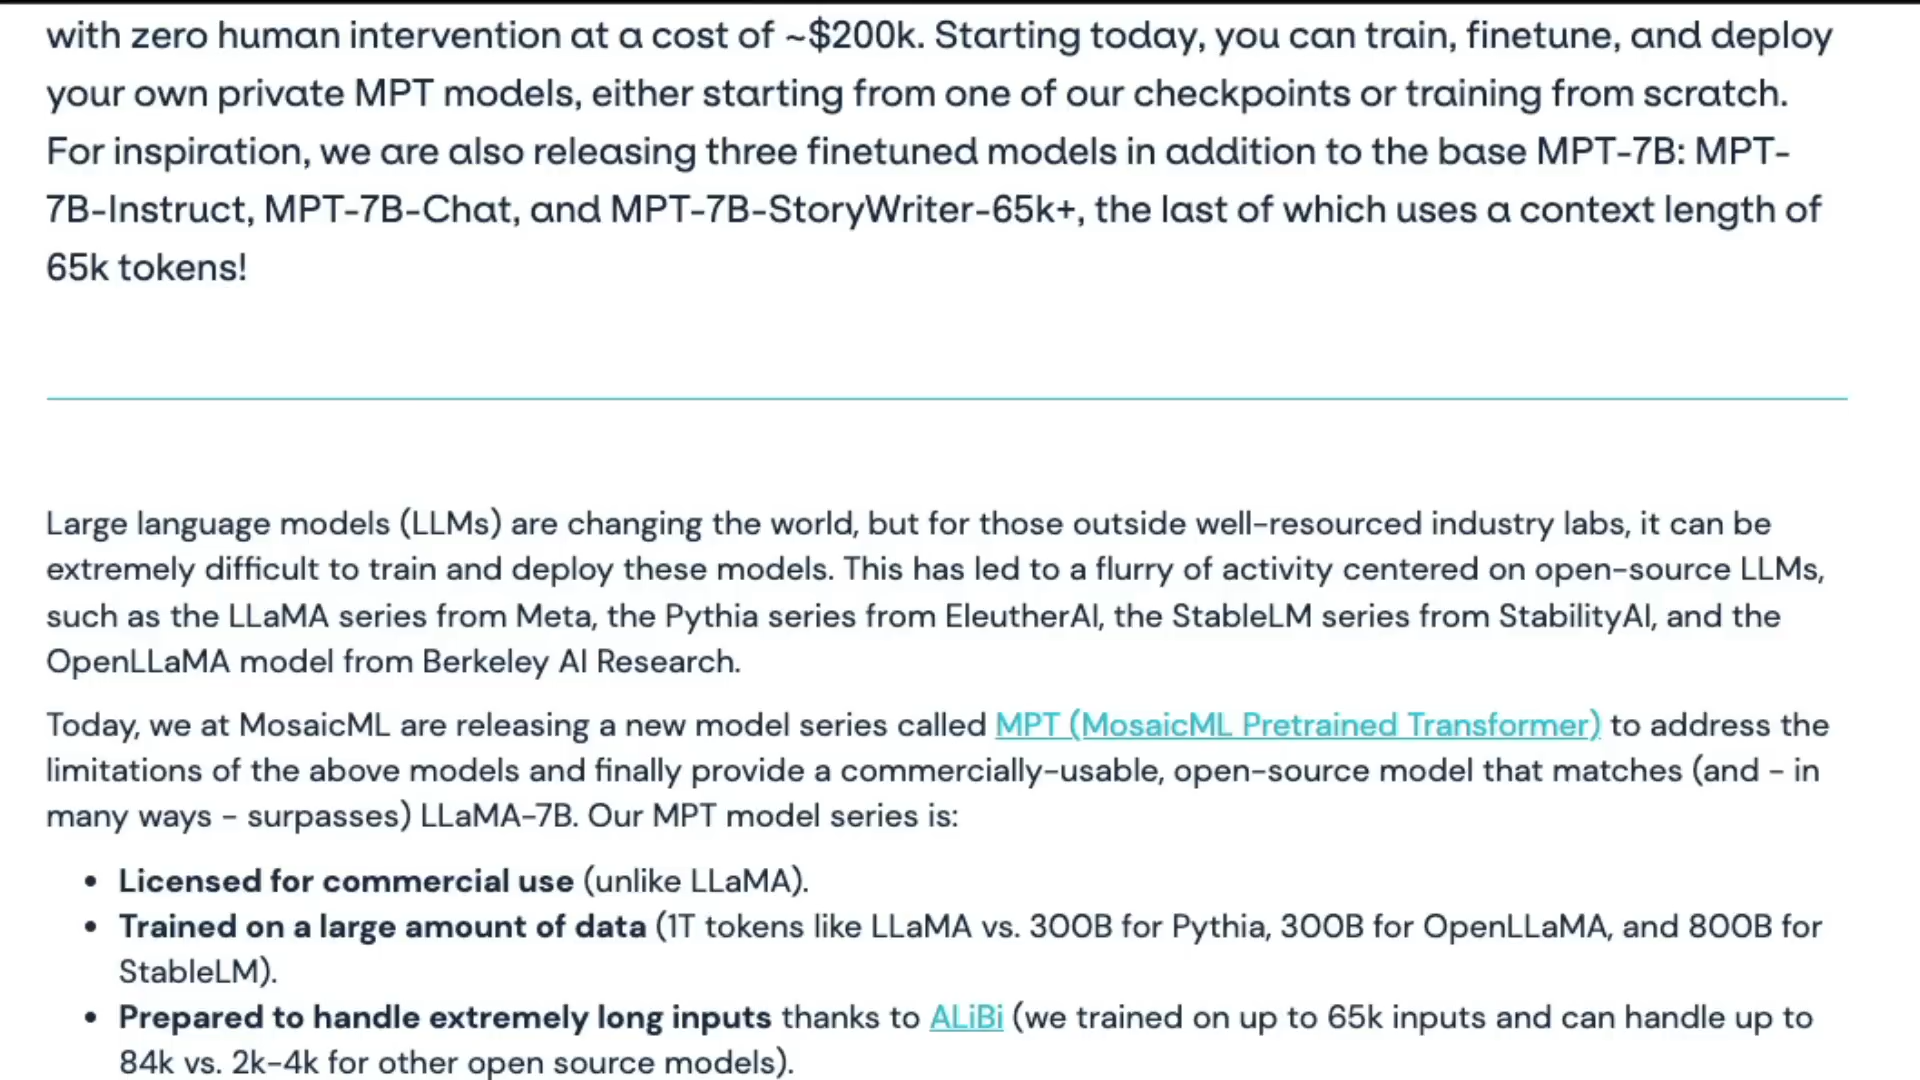 with zero human intervention at a cost of ~$200k. Starting today, you can train, finetune, and deploy
your own private MPT models, either starting from one of our checkpoints or training from scratch.
For inspiration, we are also releasing three finetuned models in addition to the base MPT-7B: MPT-
7B-Instruct, MPT-7B-Chat, and MPT-7B-StoryWriter-65k+, the last of which uses a context length of
65k tokens!
Large language models (LLMs) are changing the world, but for those outside well-resourced industry labs, it can be
extremely difficult to train and deploy these models. This has led to a flurry of activity centered on open-source LLMs,
such as the LLaMA series from Meta, the Pythia series from EleutherAI, the StableLM series from StabilityAI, and the
OpenLLaMA model from Berkeley AI Research.
Today, we at MosaicML are releasing a new model series called MPT (MosaicML Pretrained Transformer) to address the
limitations of the above models and finally provide a commercially-usable, open-source model that matches (and - in
many ways - surpasses) LLaMA-7B. Our MPT model series is:
• Licensed for commercial use (unlike LLaMA).
• Trained on a large amount of data (1T tokens like LLaMA vs. 300B for Pythia, 300B for OpenLLaMA, and 800B for
StableLM).
• Prepared to handle extremely long inputs thanks to ALiBi (we trained on up to 65k inputs and can handle up to
84k vs. 2k-4k for other open source models).